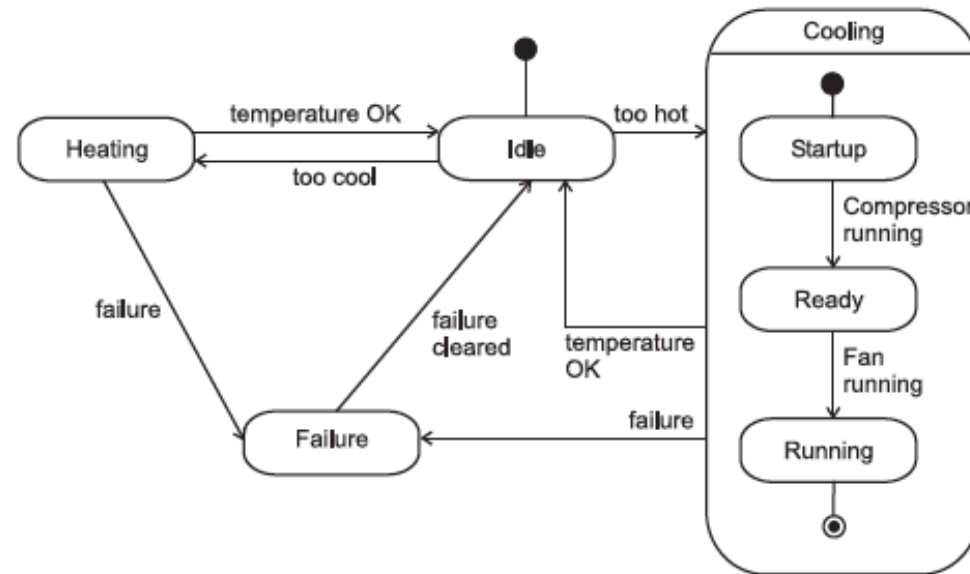 Cooling
temperature OK
too hot
Heating
Idle
Startup
too cool
Compressor
running
Ready
failure
failure
cleared
temperature
OK
Fan
running
failure
Failure
Running